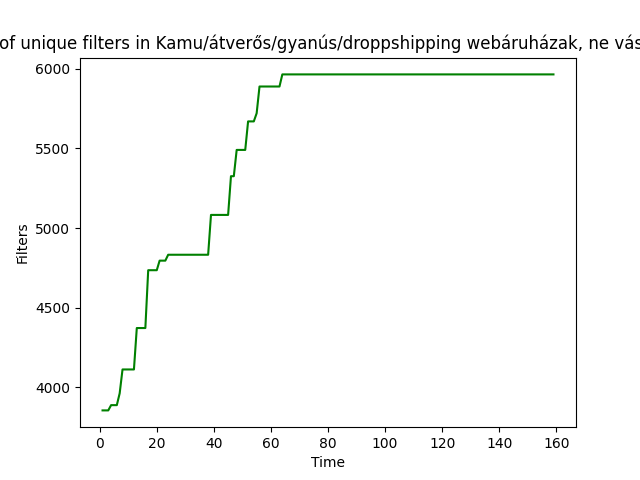 of unique filters in Kamu/átverős/gyanús/droppshipping webáruházak, ne vás
6000
5500
5000
4500
4000
Filters
0 20 40 60 80 100 120 140 160
Time